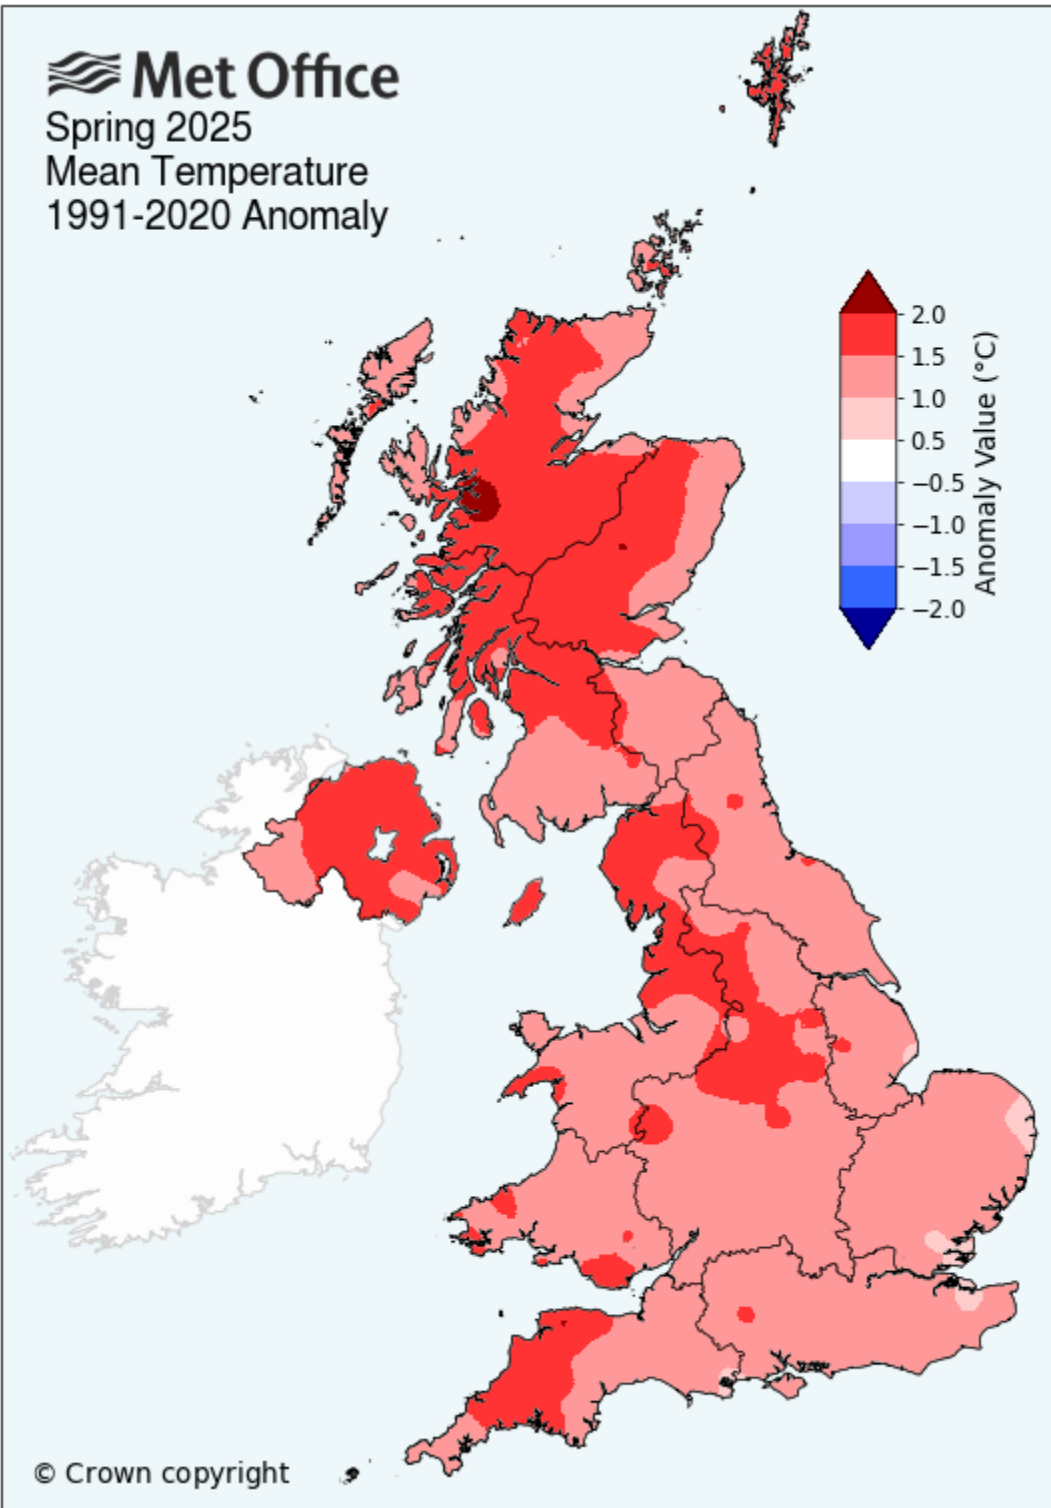 Met Office
Spring 2025
Mean Temperature
1991-2020 Anomaly
2.0
1.5
1.0
0.5
−0.5
−1.0
−1.5
−2.0
Anomaly Value (°C)
© Crown copyright